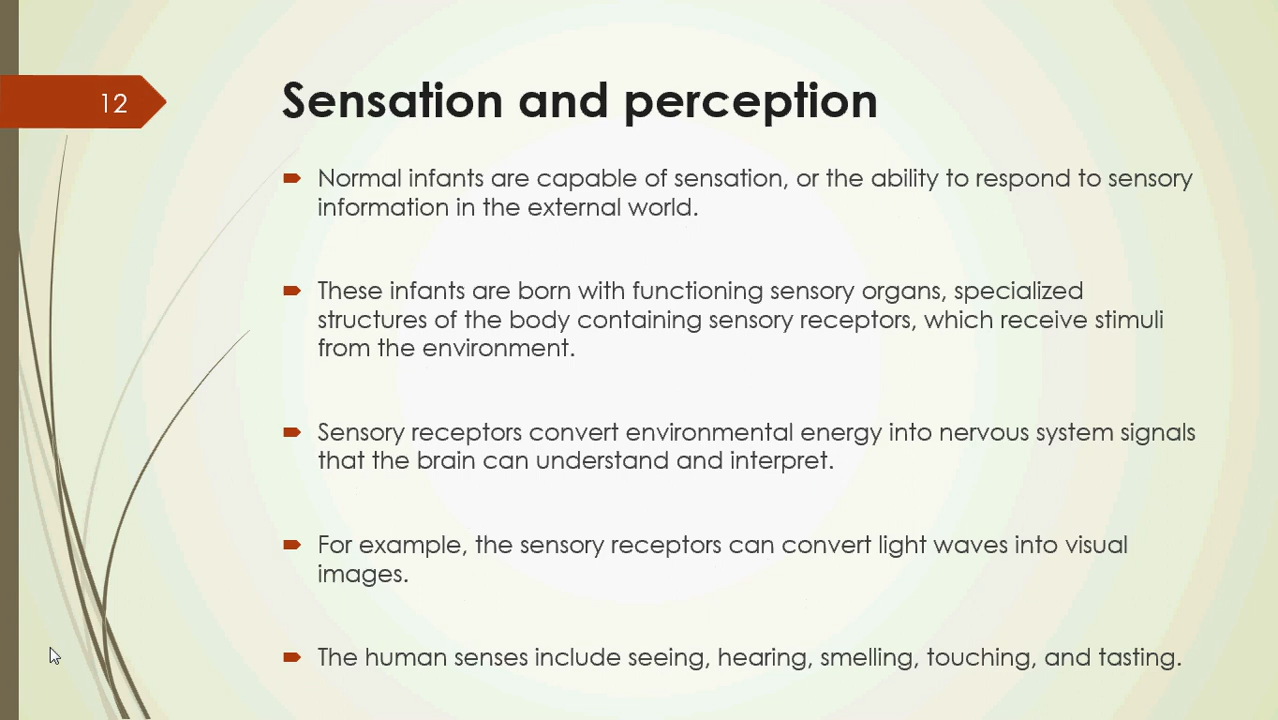 12
Sensation and perception
Normal infants are capable of sensation, or the ability to respond to sensory
information in the external world.
These infants are born with functioning sensory organs, specialized
structures of the body containing sensory receptors, which receive stimuli
from the environment.
Sensory receptors convert environmental energy into nervous system signals
that the brain can understand and interpret.
For example, the sensory receptors can convert light waves into visual
images.
The human senses include seeing, hearing, smelling, touching, and tasting.